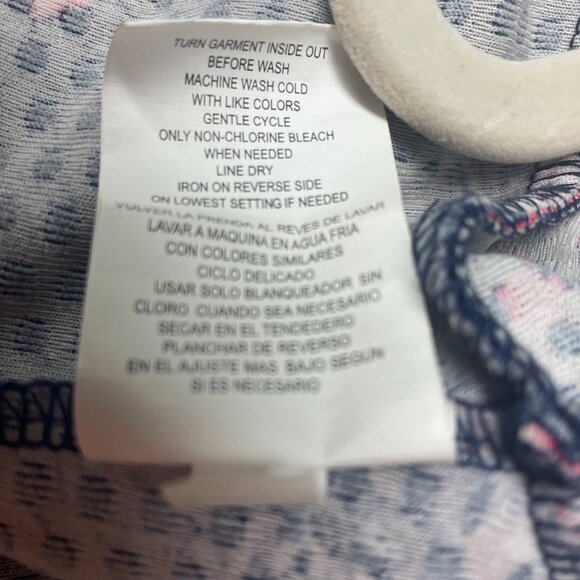 TURN GARMENT INSIDE OUT
BEFORE WASH
MACHINE WASH COLD
WITH LIKE COLORS
GENTLE CYCLE
ONLY NON-CHLORINE BLEACH
WHEN NEEDED
LINE DRY
IRON ON REVERSE SIDE
ON LOWEST SETTING IF NEEDED
VOLVER LA PRENDA AL REVES DE LAVAR
LAVAR A MAQUINA EN AGUA FRIA
CON COLORES SIMILARES
CICLO DELICADO
USAR SOLO BLANQUEADOR SIN
CLORO CUANDO SEA NECESARIO
SECAR EN EL TENDEDERO
PLANCHAR DE REVERSO
EN EL AJUSTE MAS BAJO SEGUN
SI ES NECESARIO